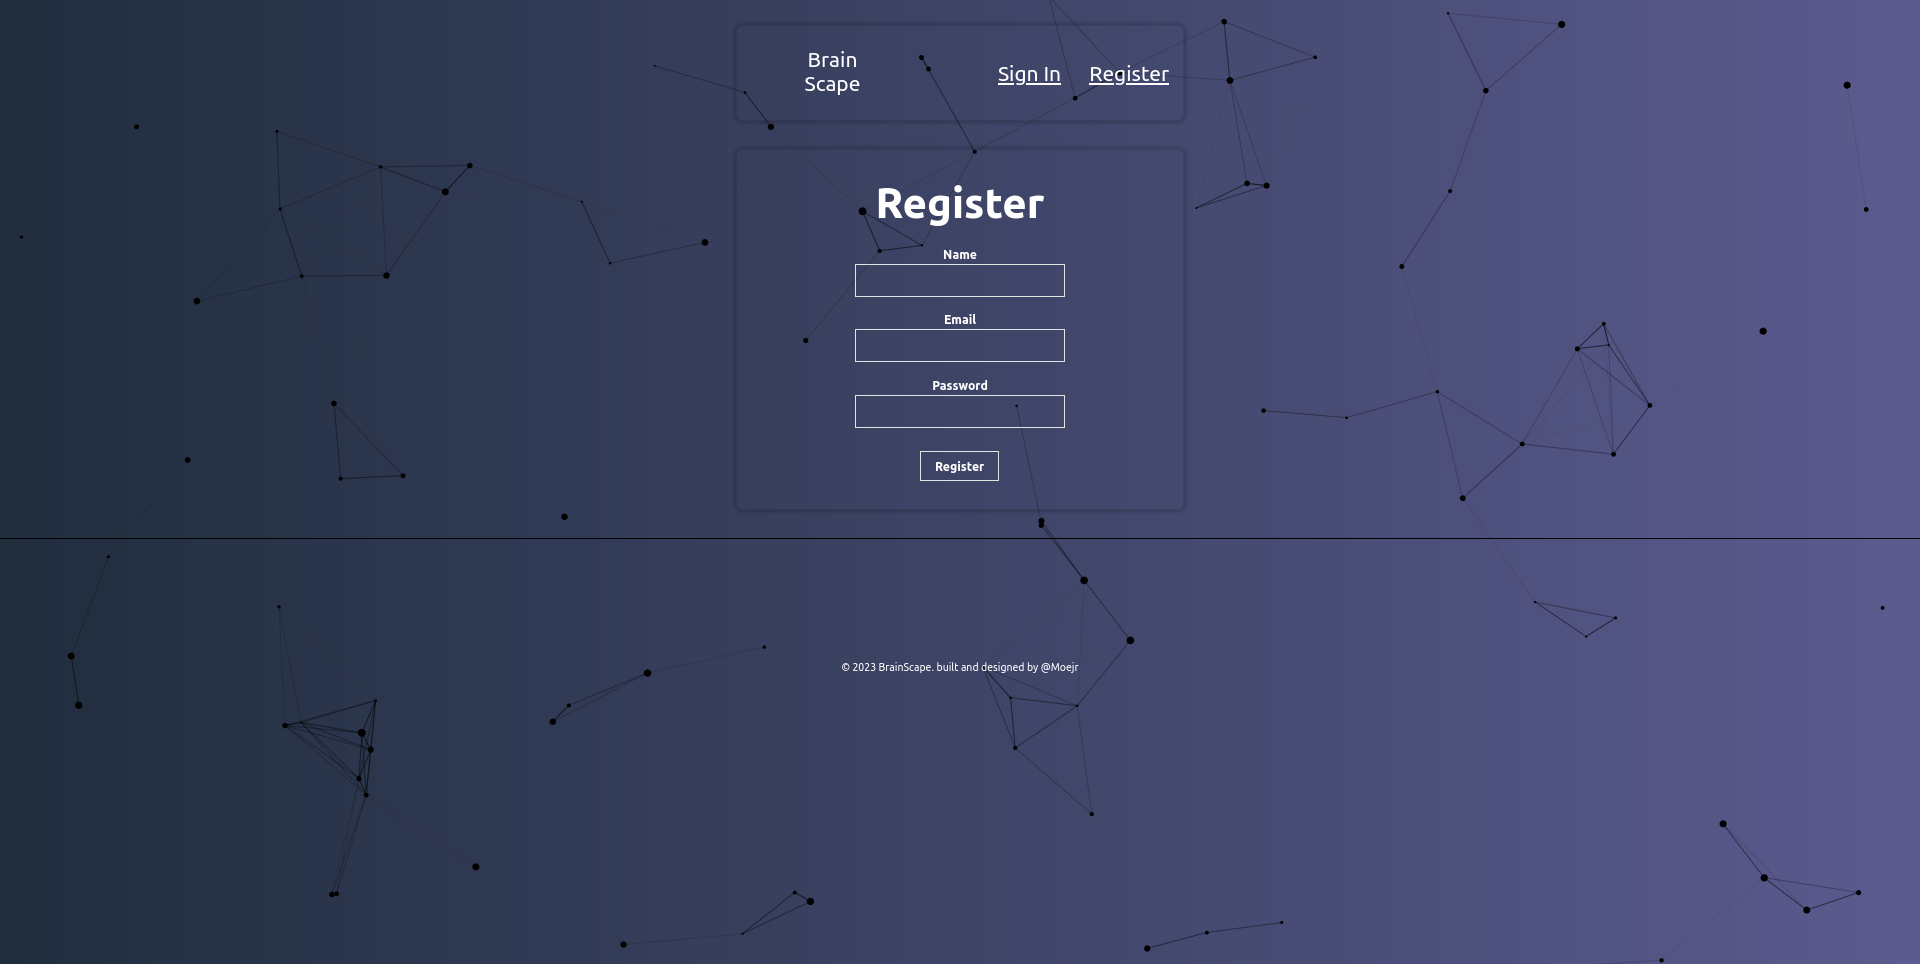 Brain
Scape
Sign In
Register
Register
Name
Email
Password
Register
© 2023 BrainScape. built and designed by @Moejr